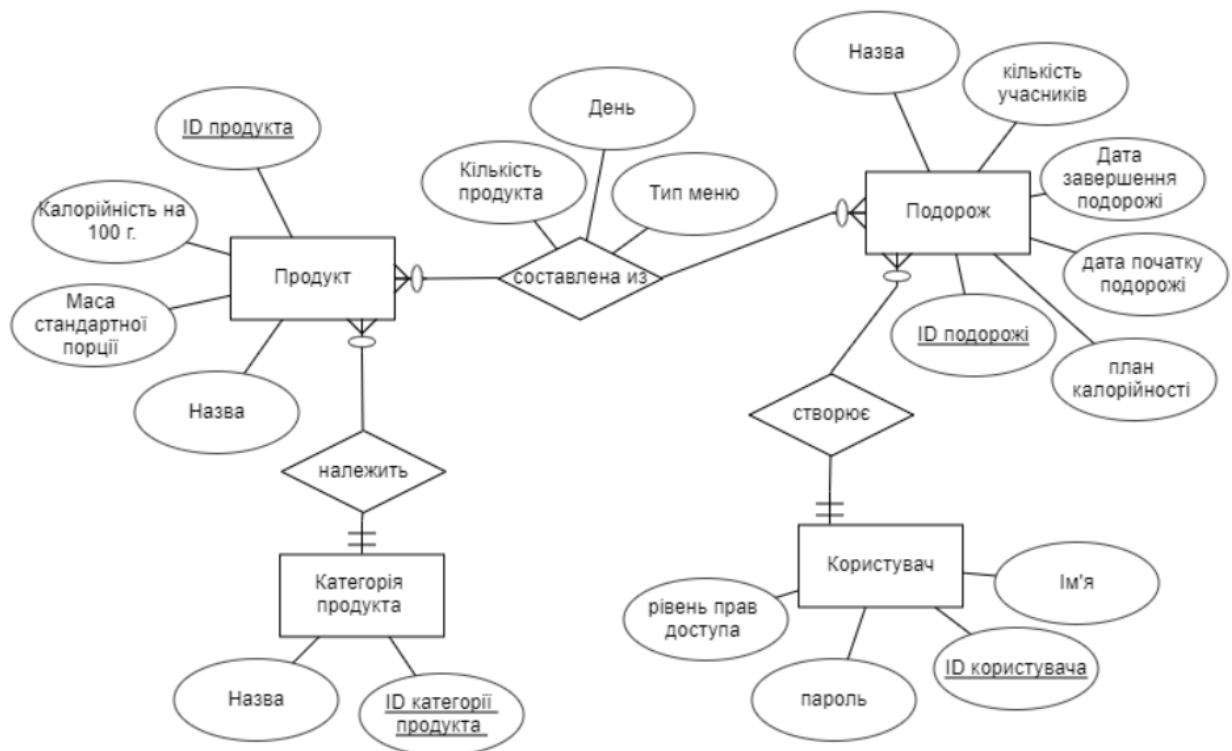 Назва
кількість
учасників
День
ID продукта
Кількість
продукта
Тип меню
Дата
завершення
подорожі
Калорійність на
100 г.
Подорож
Продукт
составлена из
дата початку
подорожі
Маса
стандартної
порції
ID подорожі
план
калорійності
Назва
створює
належить
Категорія
продукта
Користувач
Ім'я
рівень прав
доступа
ID користувача
Назва
ID категорії
продукта
пароль